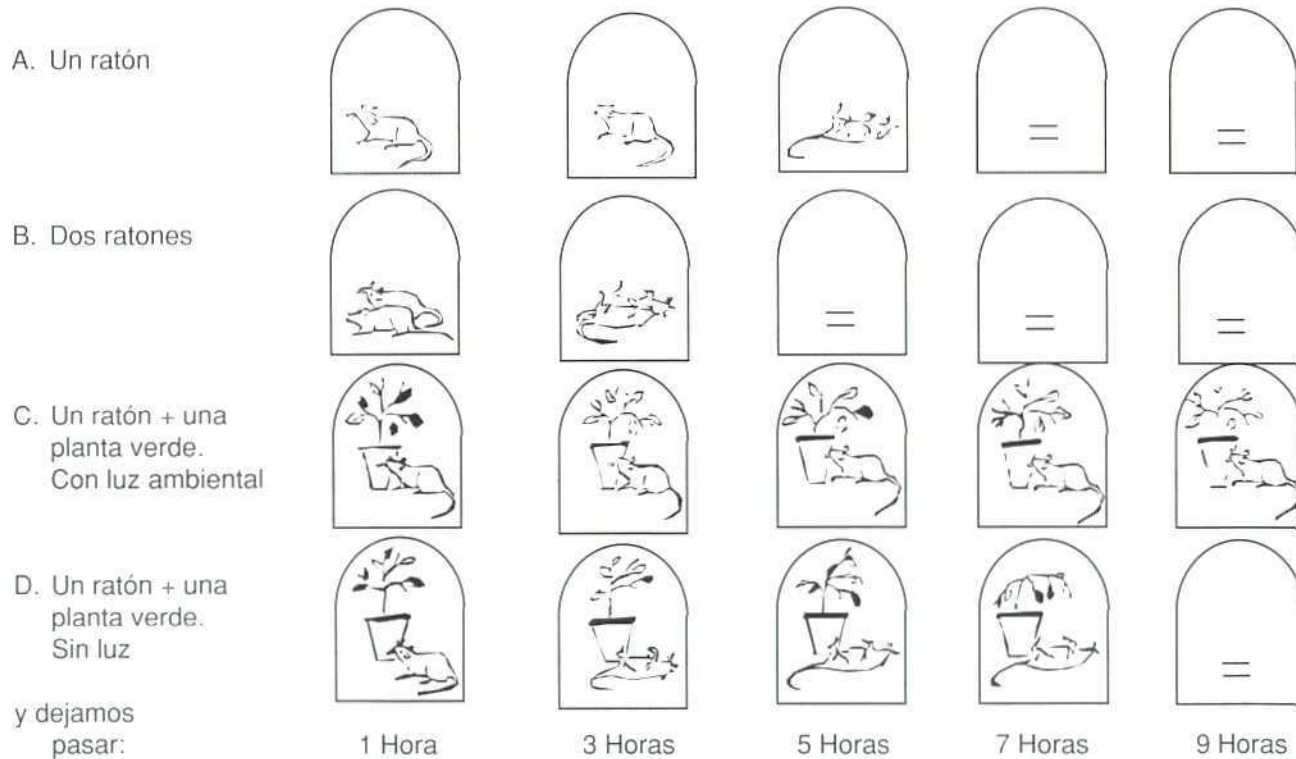 A. Un ratón
=
=
B. Dos ratones
=
=
=
C. Un ratón + una
planta verde.
Con luz ambiental
D. Un ratón + una
planta verde.
Sin luz
=
y dejamos
pasar:
1 Hora
3 Horas
5 Horas
7 Horas
9 Horas